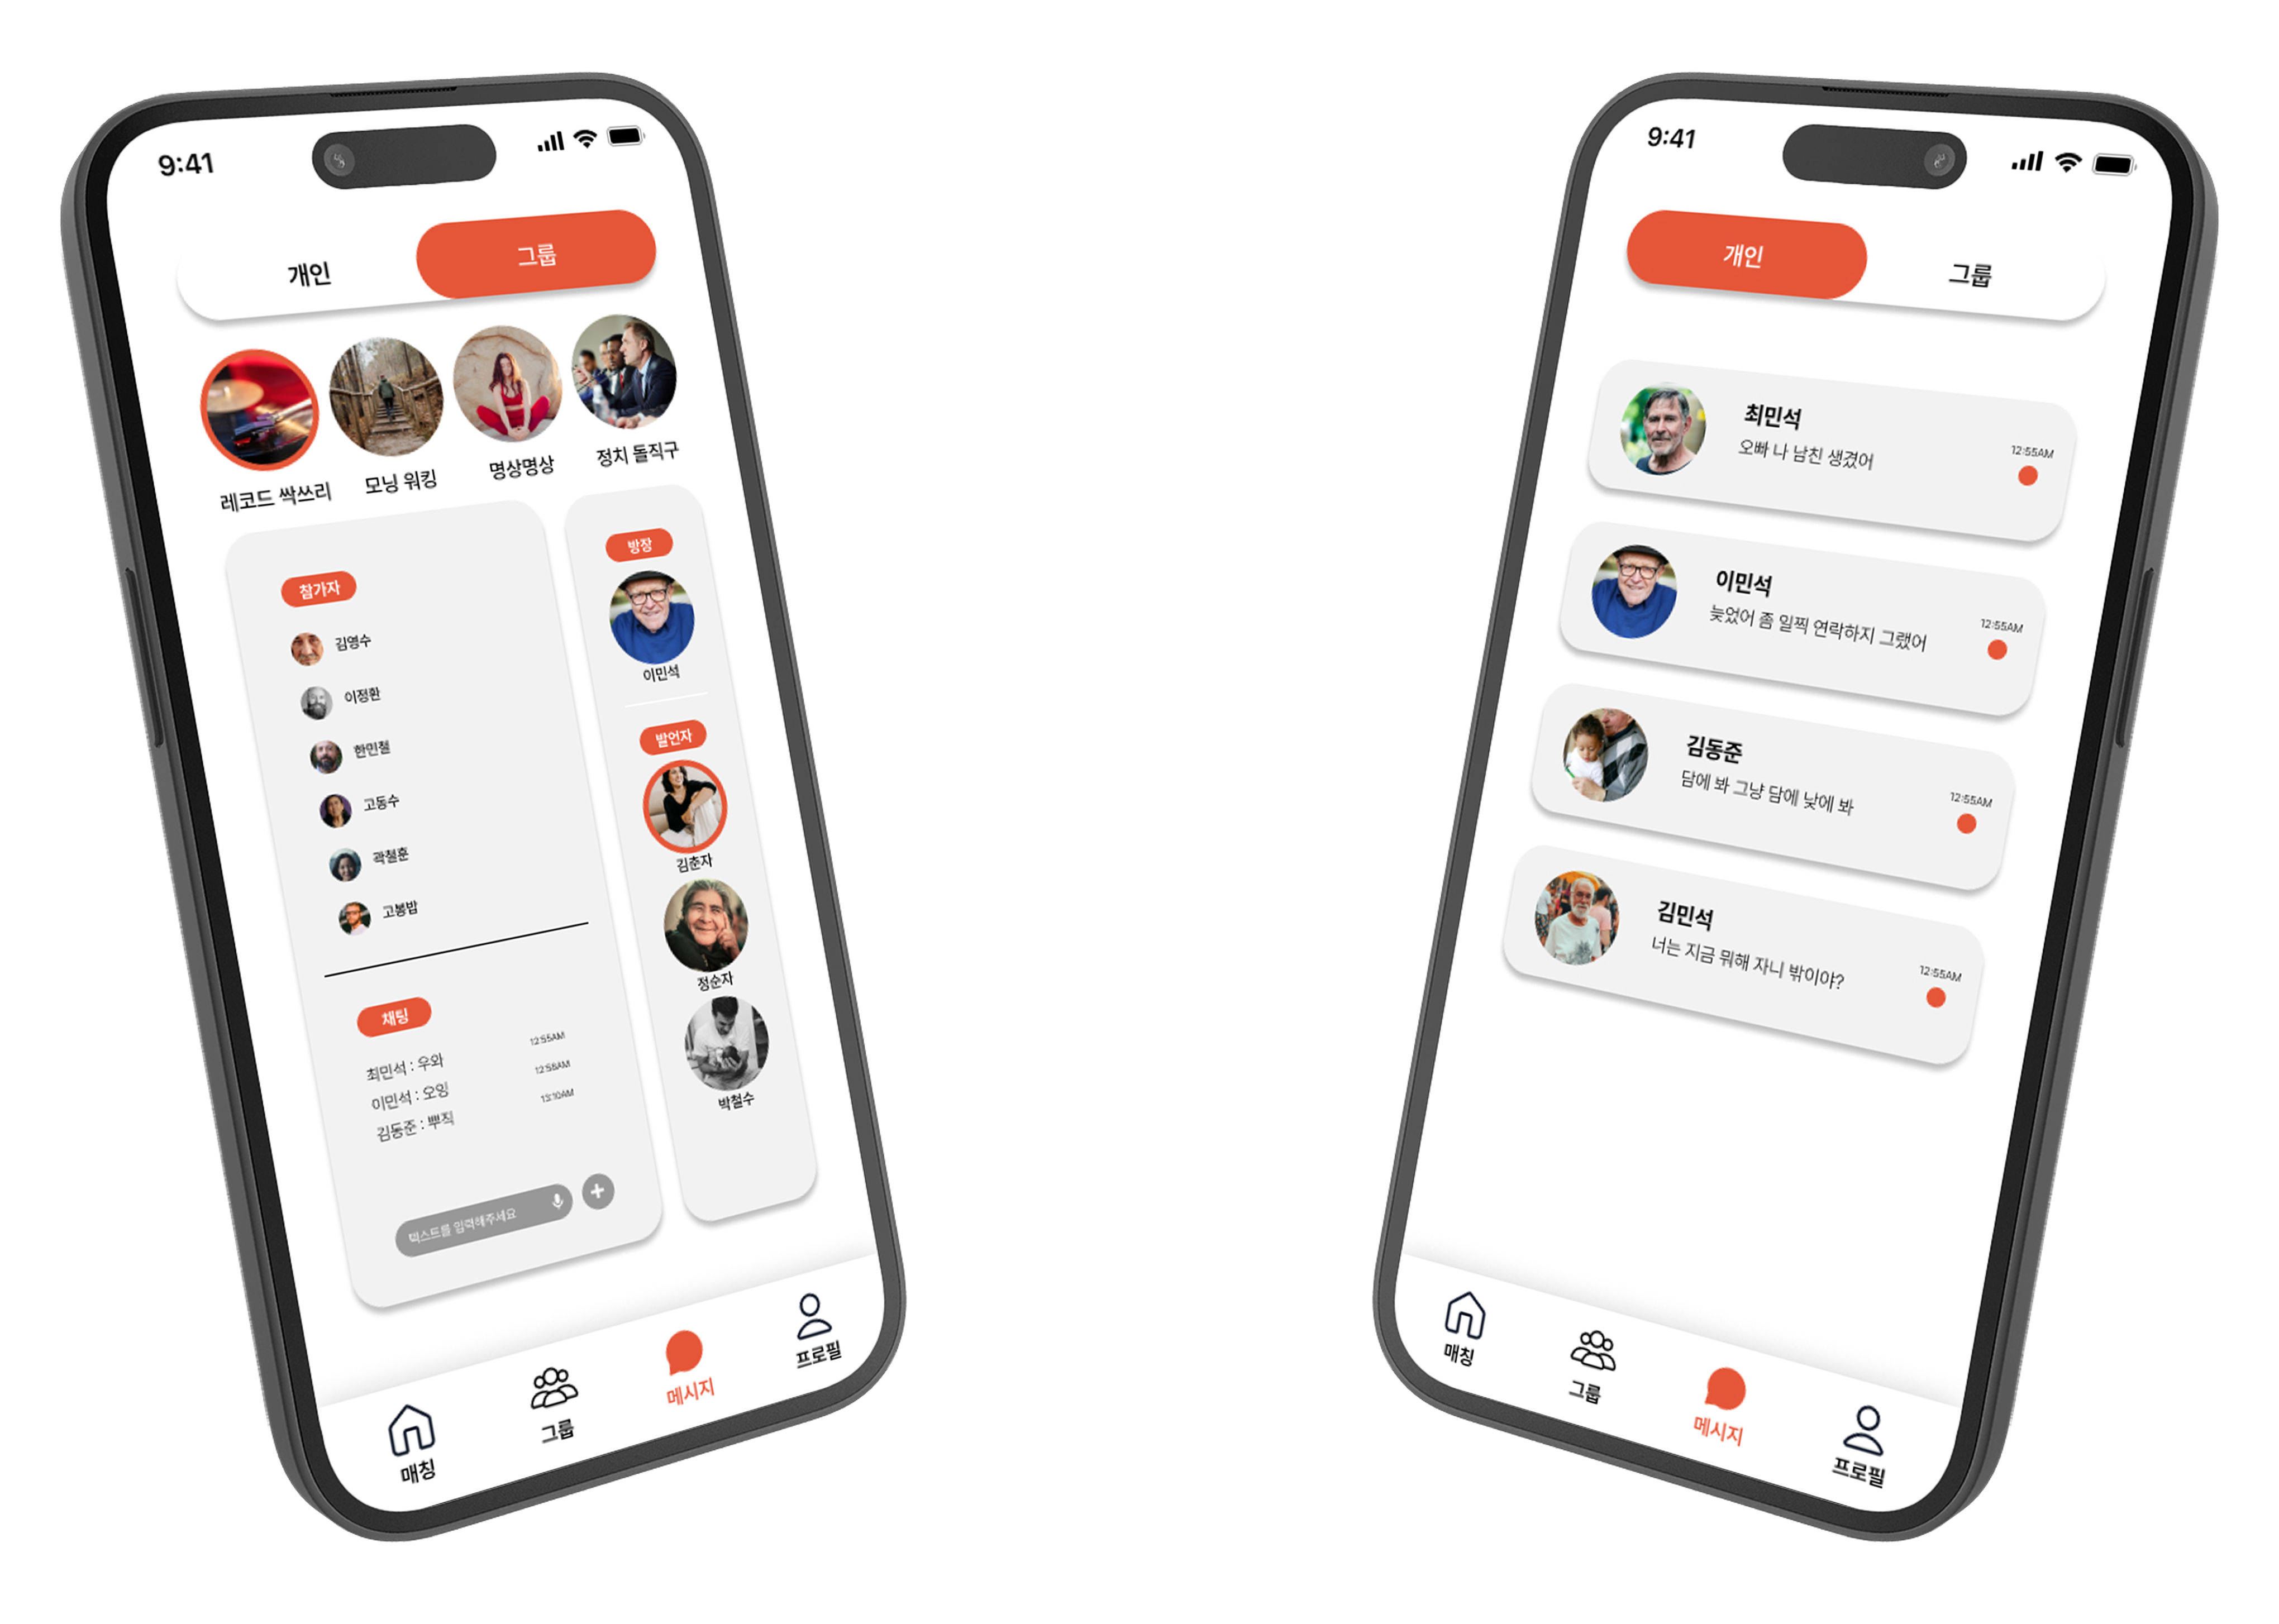 9:41
개인
그룹
레코드 싹쓰리
모닝 워킹
명상명상
정치 돌직구
참가자
김영수
이정환
한민철
고동수
곽철훈
고봉밥
채팅
최민석 : 우와
12:55AM
이민석 : 오잉
12:58AM
김동준 : 뿌직
13:10AM
텍스트를 입력해주세요
방장
이민석
발언자
김춘자
정순자
박철수
매칭
그룹
메시지
프로필
9:41
개인
그룹
최민석
오빠 나 남친 생겼어
12:55AM
이민석
늦었어 좀 일찍 연락하지 그랬어
12:55AM
김동준
담에 봐 그냥 담에 낮에 봐
12:55AM
김민석
너는 지금 뭐해 자니 밖이야?
12:55AM
매칭
그룹
메시지
프로필